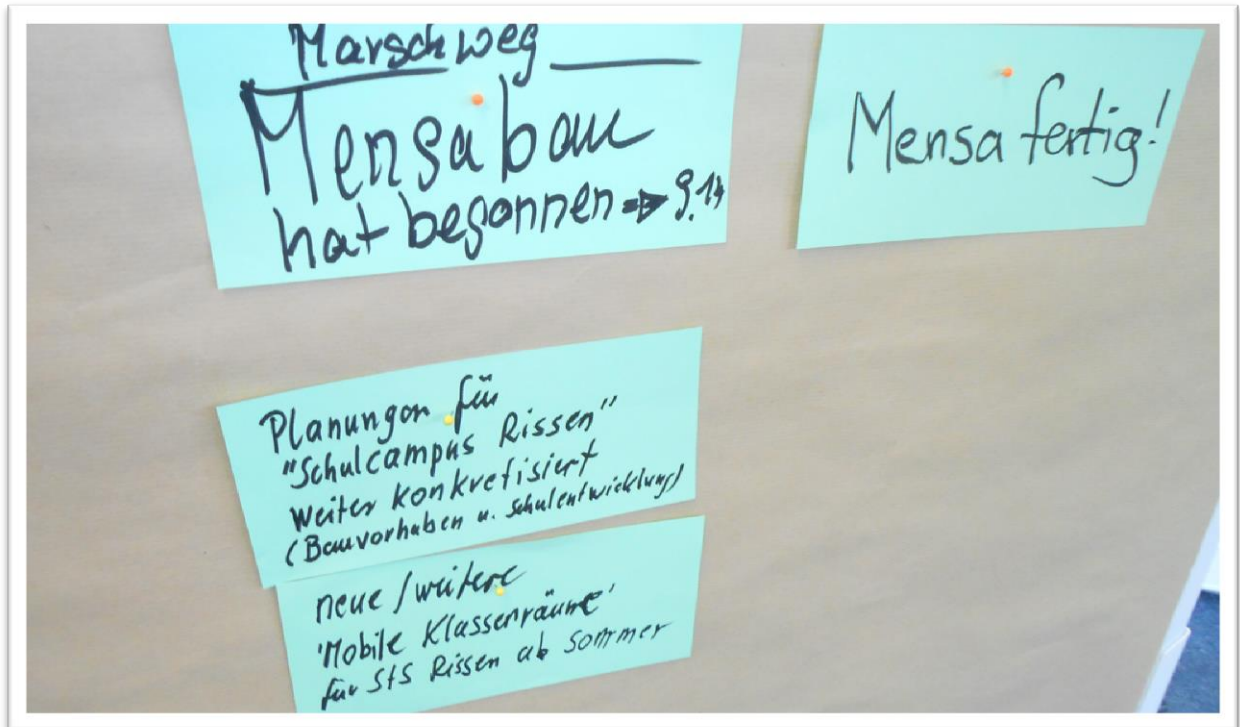 Marschweg
Mensabau
hat begonnen ⇒ 9.14
Mensa fertig!
Planungen für
"Schulcampus Rissen"
weiter konkretisiert
(Bauvorhaben u. Schulentwicklung)
neue / weitere
'Mobile Klassenräume'
für StS Rissen ab Sommer